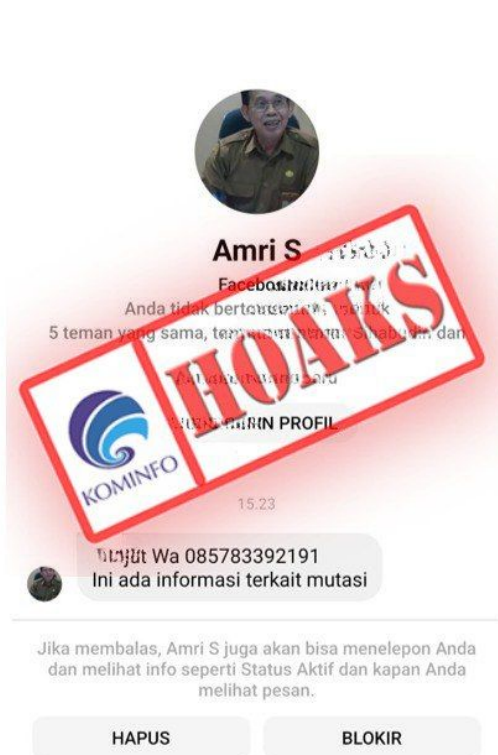 Amri S
Anda tidak
5 teman yang sama, dan
HOAKS
KOMINFO
PROFIL
15.23
Wa 085783392191
Ini ada informasi terkait mutasi
Jika membalas, Amri S juga akan bisa menelepon Anda
dan melihat info seperti Status Aktif dan kapan Anda
melihat pesan.
HAPUS
BLOKIR